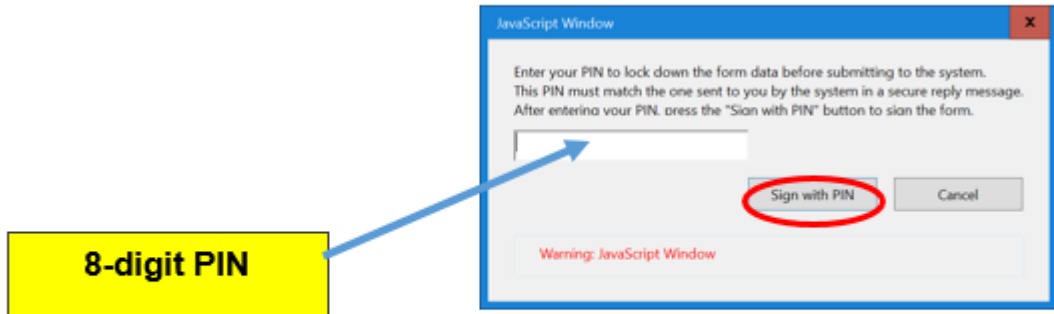 JavaScript Window
x
Enter your PIN to lock down the form data before submitting to the system.
This PIN must match the one sent to you by the system in a secure reply message.
After entering your PIN, press the "Sign with PIN" button to sign the form.
Sign with PIN
Cancel
Warning: JavaScript Window
8-digit PIN